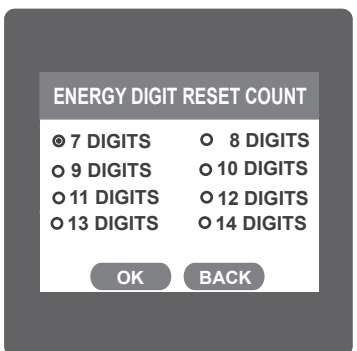 ENERGY DIGIT RESET COUNT
7 DIGITS 8 DIGITS
9 DIGITS 10 DIGITS
11 DIGITS 12 DIGITS
13 DIGITS 14 DIGITS
OK BACK